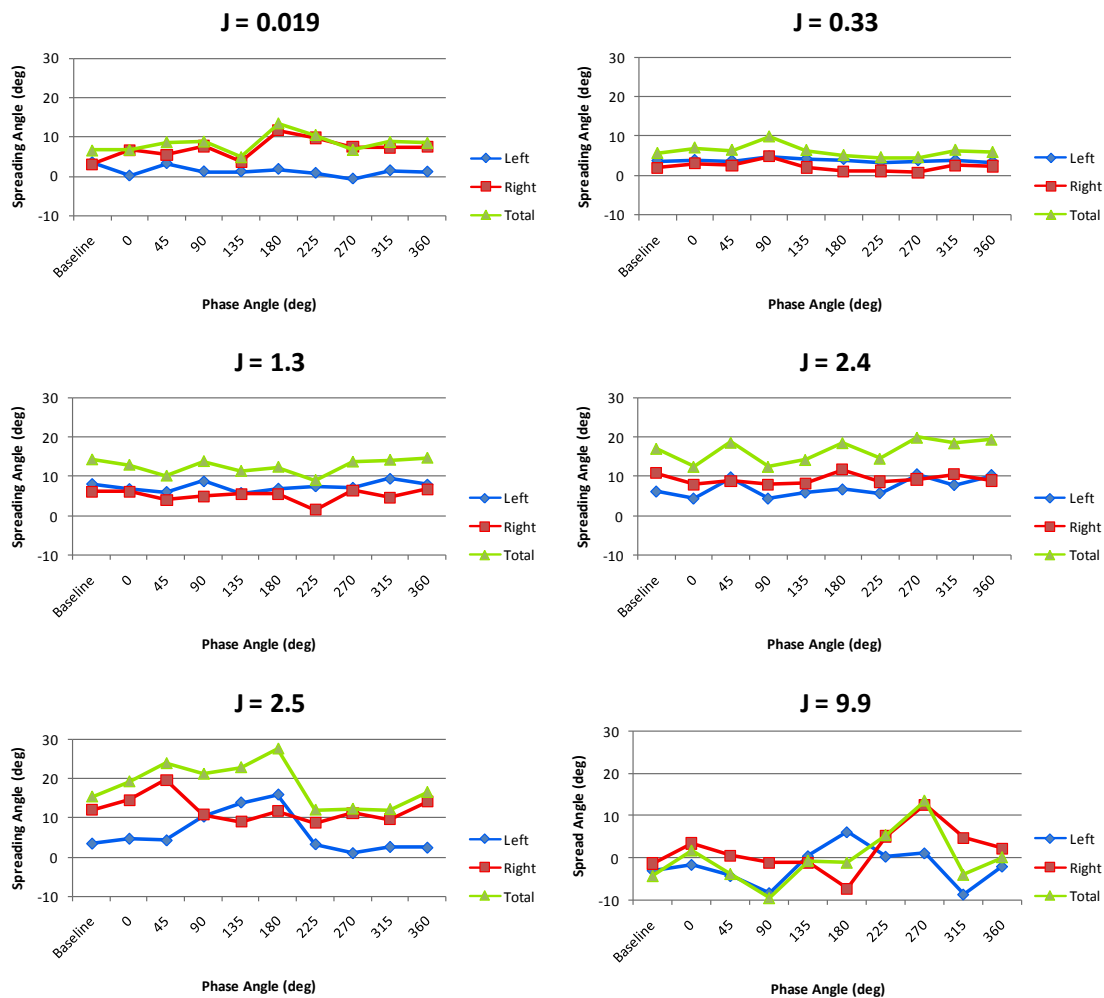 J = 0.019
30
20
10
0
-10
Spreading Angle (deg)
Baseline
0
45
90
135
180
225
270
315
360
Phase Angle (deg)
Left
Right
Total
J = 0.33
30
20
10
0
-10
Spreading Angle (deg)
Baseline
0
45
90
135
180
225
270
315
360
Phase Angle (deg)
Left
Right
Total
J = 1.3
30
20
10
0
-10
Spreading Angle (deg)
Baseline
0
45
90
135
180
225
270
315
360
Phase Angle (deg)
Left
Right
Total
J = 2.4
30
20
10
0
-10
Spreading Angle (deg)
Baseline
0
45
90
135
180
225
270
315
360
Phase Angle (deg)
Left
Right
Total
J = 2.5
30
20
10
0
-10
Spreading Angle (deg)
Baseline
0
45
90
135
180
225
270
315
360
Phase Angle (deg)
Left
Right
Total
J = 9.9
30
20
10
0
-10
Spread Angle (deg)
Baseline
0
45
90
135
180
225
270
315
360
Phase Angle (deg)
Left
Right
Total